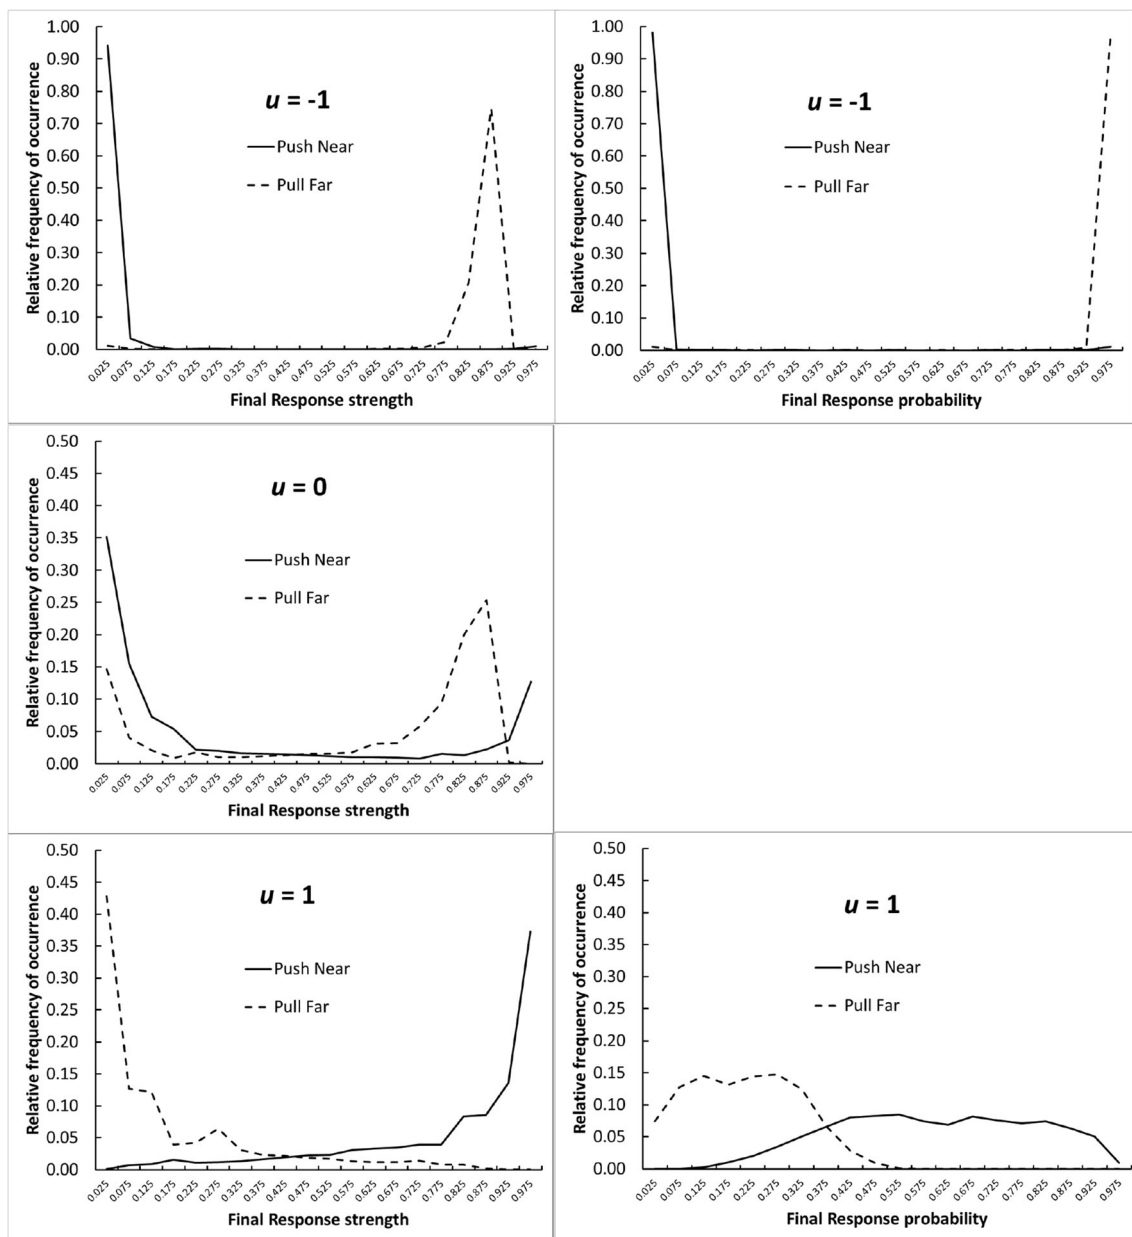 1.00
0.90
0.80
0.70
0.60
0.50
0.40
0.30
0.20
0.10
0.00
Relative frequency of occurrence
u = -1
Push Near
Pull Far
0.025 0.075 0.125 0.175 0.225 0.275 0.325 0.375 0.425 0.475 0.525 0.575 0.625 0.675 0.725 0.775 0.825 0.875 0.925 0.975
Final Response strength
1.00
0.90
0.80
0.70
0.60
0.50
0.40
0.30
0.20
0.10
0.00
Relative frequency of occurrence
u = -1
Push Near
Pull Far
0.025 0.075 0.125 0.175 0.225 0.275 0.325 0.375 0.425 0.475 0.525 0.575 0.625 0.675 0.725 0.775 0.825 0.875 0.925 0.975
Final Response probability
0.50
0.45
0.40
0.35
0.30
0.25
0.20
0.15
0.10
0.05
0.00
Relative frequency of occurrence
u = 0
Push Near
Pull Far
0.025 0.075 0.125 0.175 0.225 0.275 0.325 0.375 0.425 0.475 0.525 0.575 0.625 0.675 0.725 0.775 0.825 0.875 0.925 0.975
Final Response strength
0.50
0.45
0.40
0.35
0.30
0.25
0.20
0.15
0.10
0.05
0.00
Relative frequency of occurrence
u = 1
Push Near
Pull Far
0.025 0.075 0.125 0.175 0.225 0.275 0.325 0.375 0.425 0.475 0.525 0.575 0.625 0.675 0.725 0.775 0.825 0.875 0.925 0.975
Final Response strength
0.50
0.45
0.40
0.35
0.30
0.25
0.20
0.15
0.10
0.05
0.00
Relative frequency of occurrence
u = 1
Push Near
Pull Far
0.025 0.075 0.125 0.175 0.225 0.275 0.325 0.375 0.425 0.475 0.525 0.575 0.625 0.675 0.725 0.775 0.825 0.875 0.925 0.975
Final Response probability